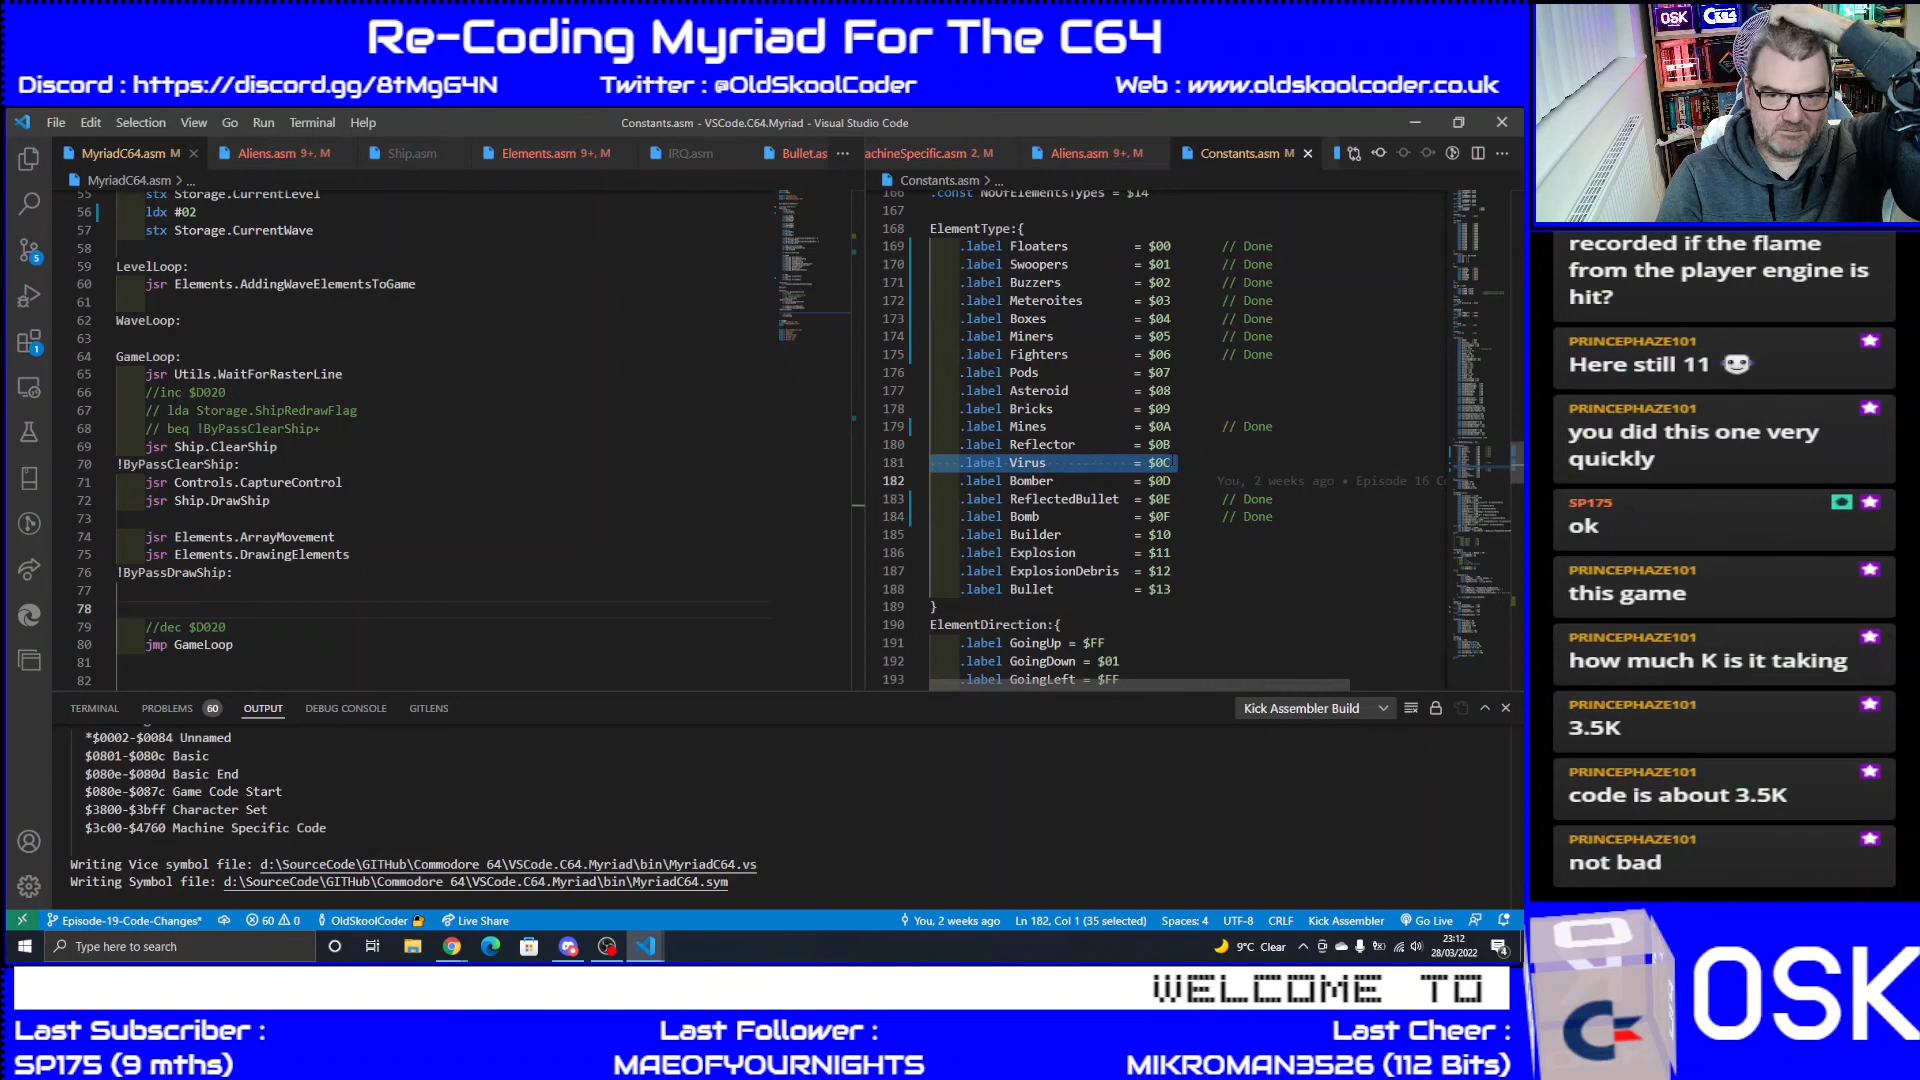 Re-Coding Myriad For The C64
Discord : https://discord.gg/8tMgG4N
Twitter : @OldSkoolCoder
Web : www.oldskoolcoder.co.uk
File Edit Selection View Go Run Terminal Help
Constants.asm - VSCode.C64.Myriad - Visual Studio Code
MyriadC64.asm M
Aliens.asm 9+, M
Ship.asm
Elements.asm 9+, M
IRQ.asm
Bullet.as
achineSpecific.asm 2, M
Aliens.asm 9+, M
Constants.asm M
MyriadC64.asm > ...
55 stx Storage.CurrentLevel
56 ldx #02
57 stx Storage.CurrentWave
58
59 LevelLoop:
60 jsr Elements.AddingWaveElementsToGame
61
62 WaveLoop:
63
64 GameLoop:
65 jsr Utils.WaitForRasterLine
66 //inc $D020
67 // lda Storage.ShipRedrawFlag
68 // beq !ByPassClearShip+
69 jsr Ship.ClearShip
70 !ByPassClearShip:
71 jsr Controls.CaptureControl
72 jsr Ship.DrawShip
73
74 jsr Elements.ArrayMovement
75 jsr Elements.DrawingElements
76 !ByPassDrawShip:
77
78
79 //dec $D020
80 jmp GameLoop
81
82
Constants.asm > ...
166 .const NoOfElementsTypes = $14
167
168 ElementType:{
169 .label Floaters = $00 // Done
170 .label Swoopers = $01 // Done
171 .label Buzzers = $02 // Done
172 .label Meteroites = $03 // Done
173 .label Boxes = $04 // Done
174 .label Miners = $05 // Done
175 .label Fighters = $06 // Done
176 .label Pods = $07
177 .label Asteroid = $08
178 .label Bricks = $09
179 .label Mines = $0A // Done
180 .label Reflector = $0B
181 .label Virus = $0C
182 .label Bomber = $0D You, 2 weeks ago • Episode 16 C
183 .label ReflectedBullet = $0E // Done
184 .label Bomb = $0F // Done
185 .label Builder = $10
186 .label Explosion = $11
187 .label ExplosionDebris = $12
188 .label Bullet = $13
189 }
190 ElementDirection:{
191 .label GoingUp = $FF
192 .label GoingDown = $01
193 .label GoingLeft = $FF
TERMINAL PROBLEMS 60 OUTPUT DEBUG CONSOLE GITLENS
Kick Assembler Build
*$0002-$0084 Unnamed
$0801-$080c Basic
$080e-$080d Basic End
$080e-$087c Game Code Start
$3800-$3bff Character Set
$3c00-$4760 Machine Specific Code
Writing Vice symbol file: d:\SourceCode\GITHub\Commodore 64\VSCode.C64.Myriad\bin\MyriadC64.vs
Writing Symbol file: d:\SourceCode\GITHub\Commodore 64\VSCode.C64.Myriad\bin\MyriadC64.sym
Episode-19-Code-Changes* 60 0 OldSkoolCoder Live Share
You, 2 weeks ago Ln 182, Col 1 (35 selected) Spaces: 4 UTF-8 CRLF Kick Assembler Go Live
Type here to search
9°C Clear
23:12
28/03/2022
4
5
1
recorded if the flame
from the player engine is
hit?
PRINCEPHAZE101
Here still 11
PRINCEPHAZE101
you did this one very
quickly
SP175
ok
PRINCEPHAZE101
this game
PRINCEPHAZE101
how much K is it taking
PRINCEPHAZE101
3.5K
PRINCEPHAZE101
code is about 3.5K
PRINCEPHAZE101
not bad
WELCOME TO
Last Subscriber :
SP175 (9 mths)
Last Follower :
MAEOFYOURNIGHTS
Last Cheer :
MIKROMAN3526 (112 Bits)
OSK
OSK